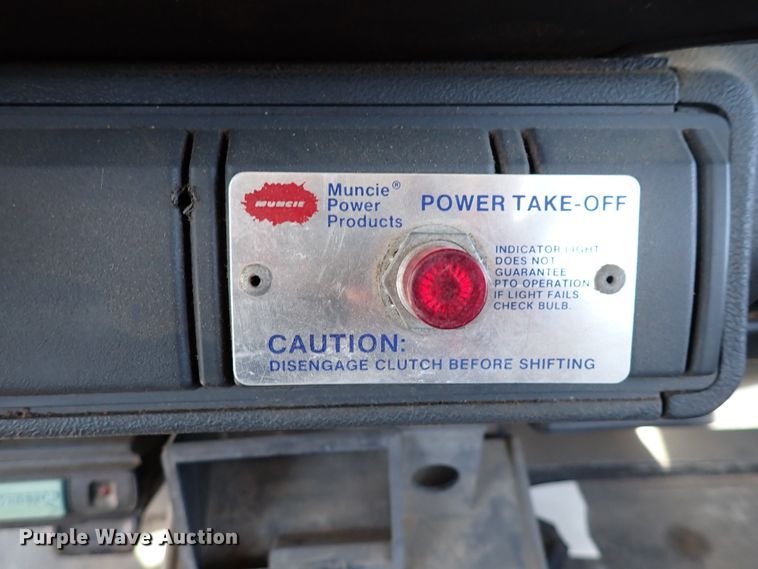 MUNCIE
Muncie®
Power
Products
POWER TAKE-OFF
INDICATOR LIGHT
DOES NOT
GUARANTEE
PTO OPERATION
IF LIGHT FAILS
CHECK BULB.
CAUTION:
DISENGAGE CLUTCH BEFORE SHIFTING
Purple Wave Auction